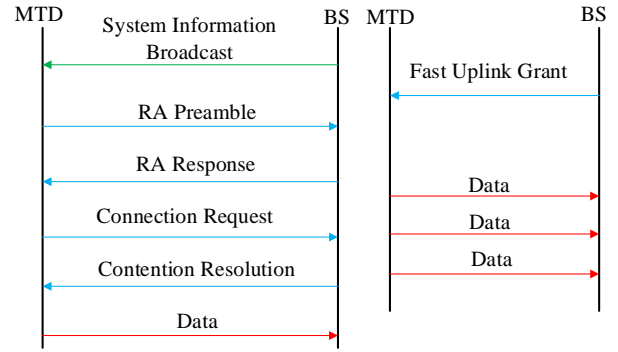 MTD
BS
System Information
Broadcast
RA Preamble
RA Response
Connection Request
Contention Resolution
Data
MTD
BS
Fast Uplink Grant
Data
Data
Data